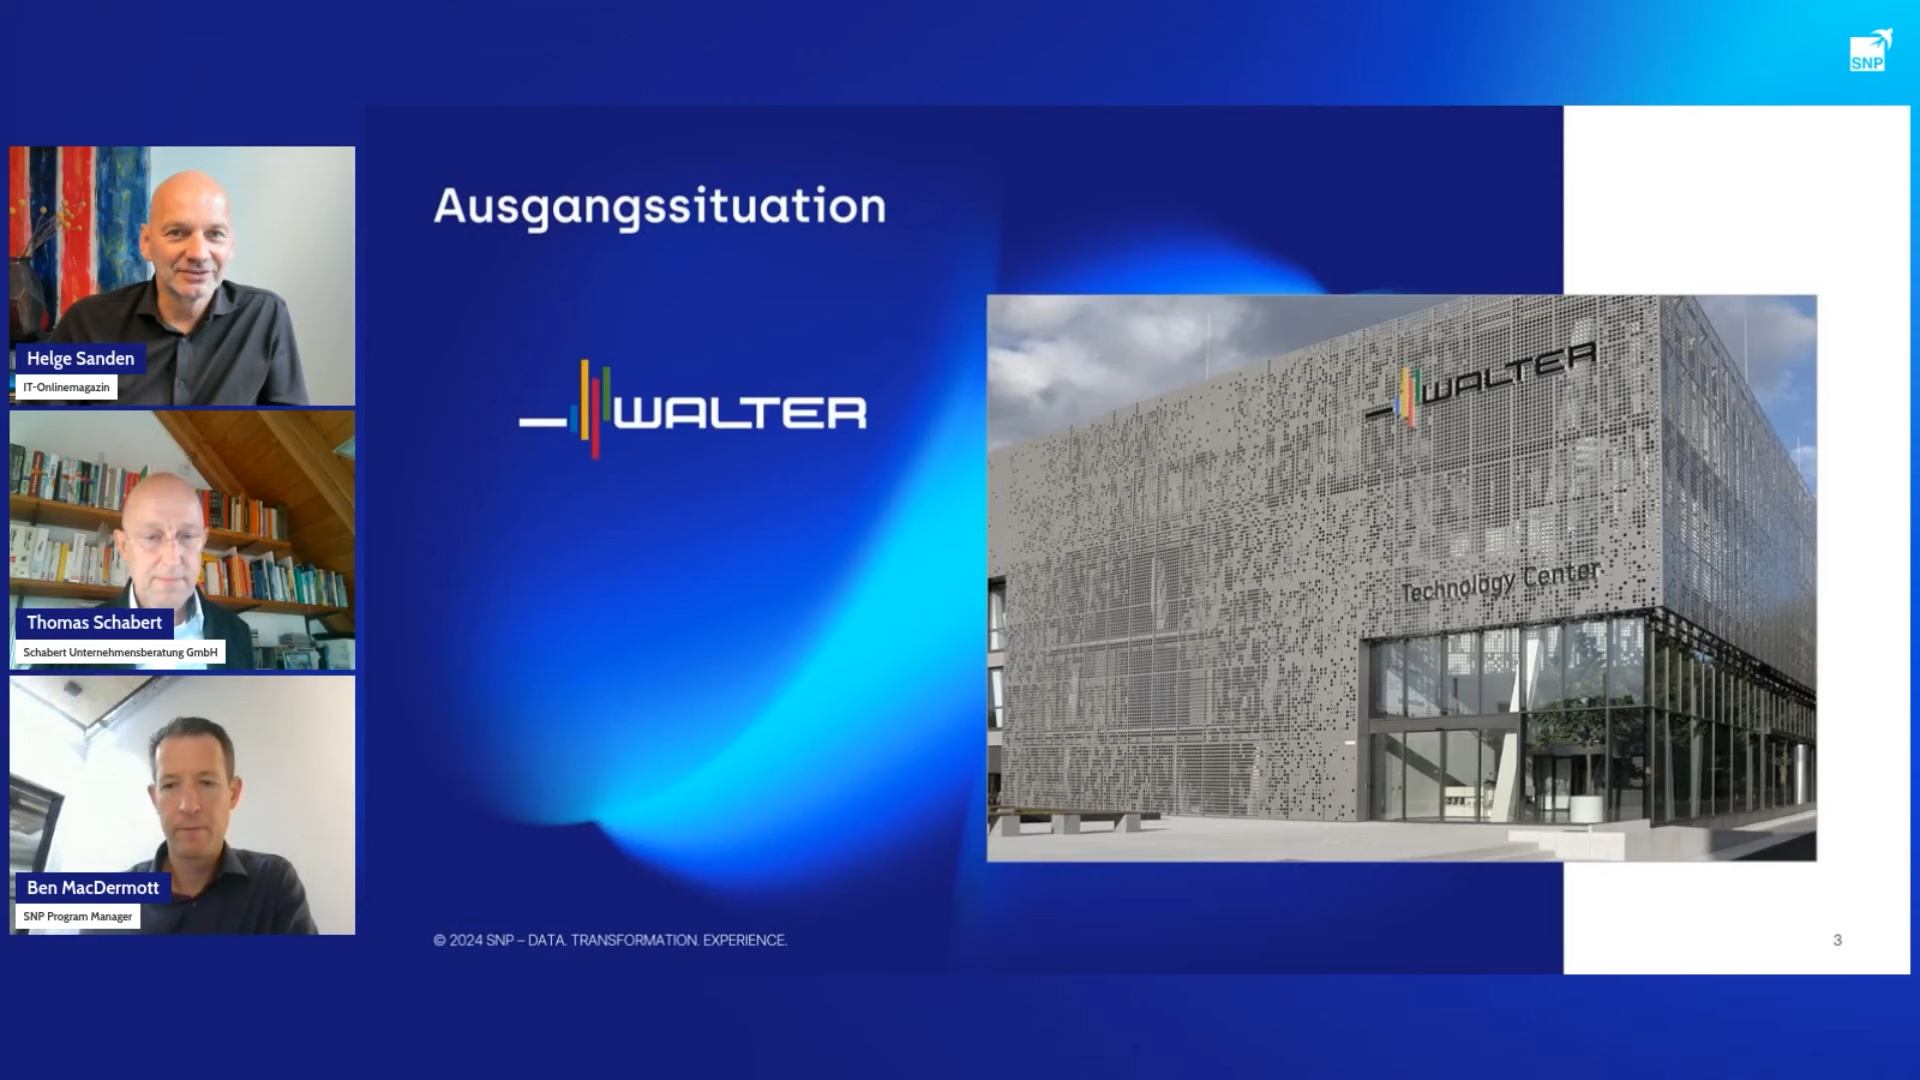 SNP
Helge Sanden
IT-Onlinemagazin
Thomas Schabert
Schabert Unternehmensberatung GmbH
Ben MacDermott
SNP Program Manager
Ausgangssituation
WALTER
WALTER
Technology Center
© 2024 SNP – DATA. TRANSFORMATION. EXPERIENCE.
3